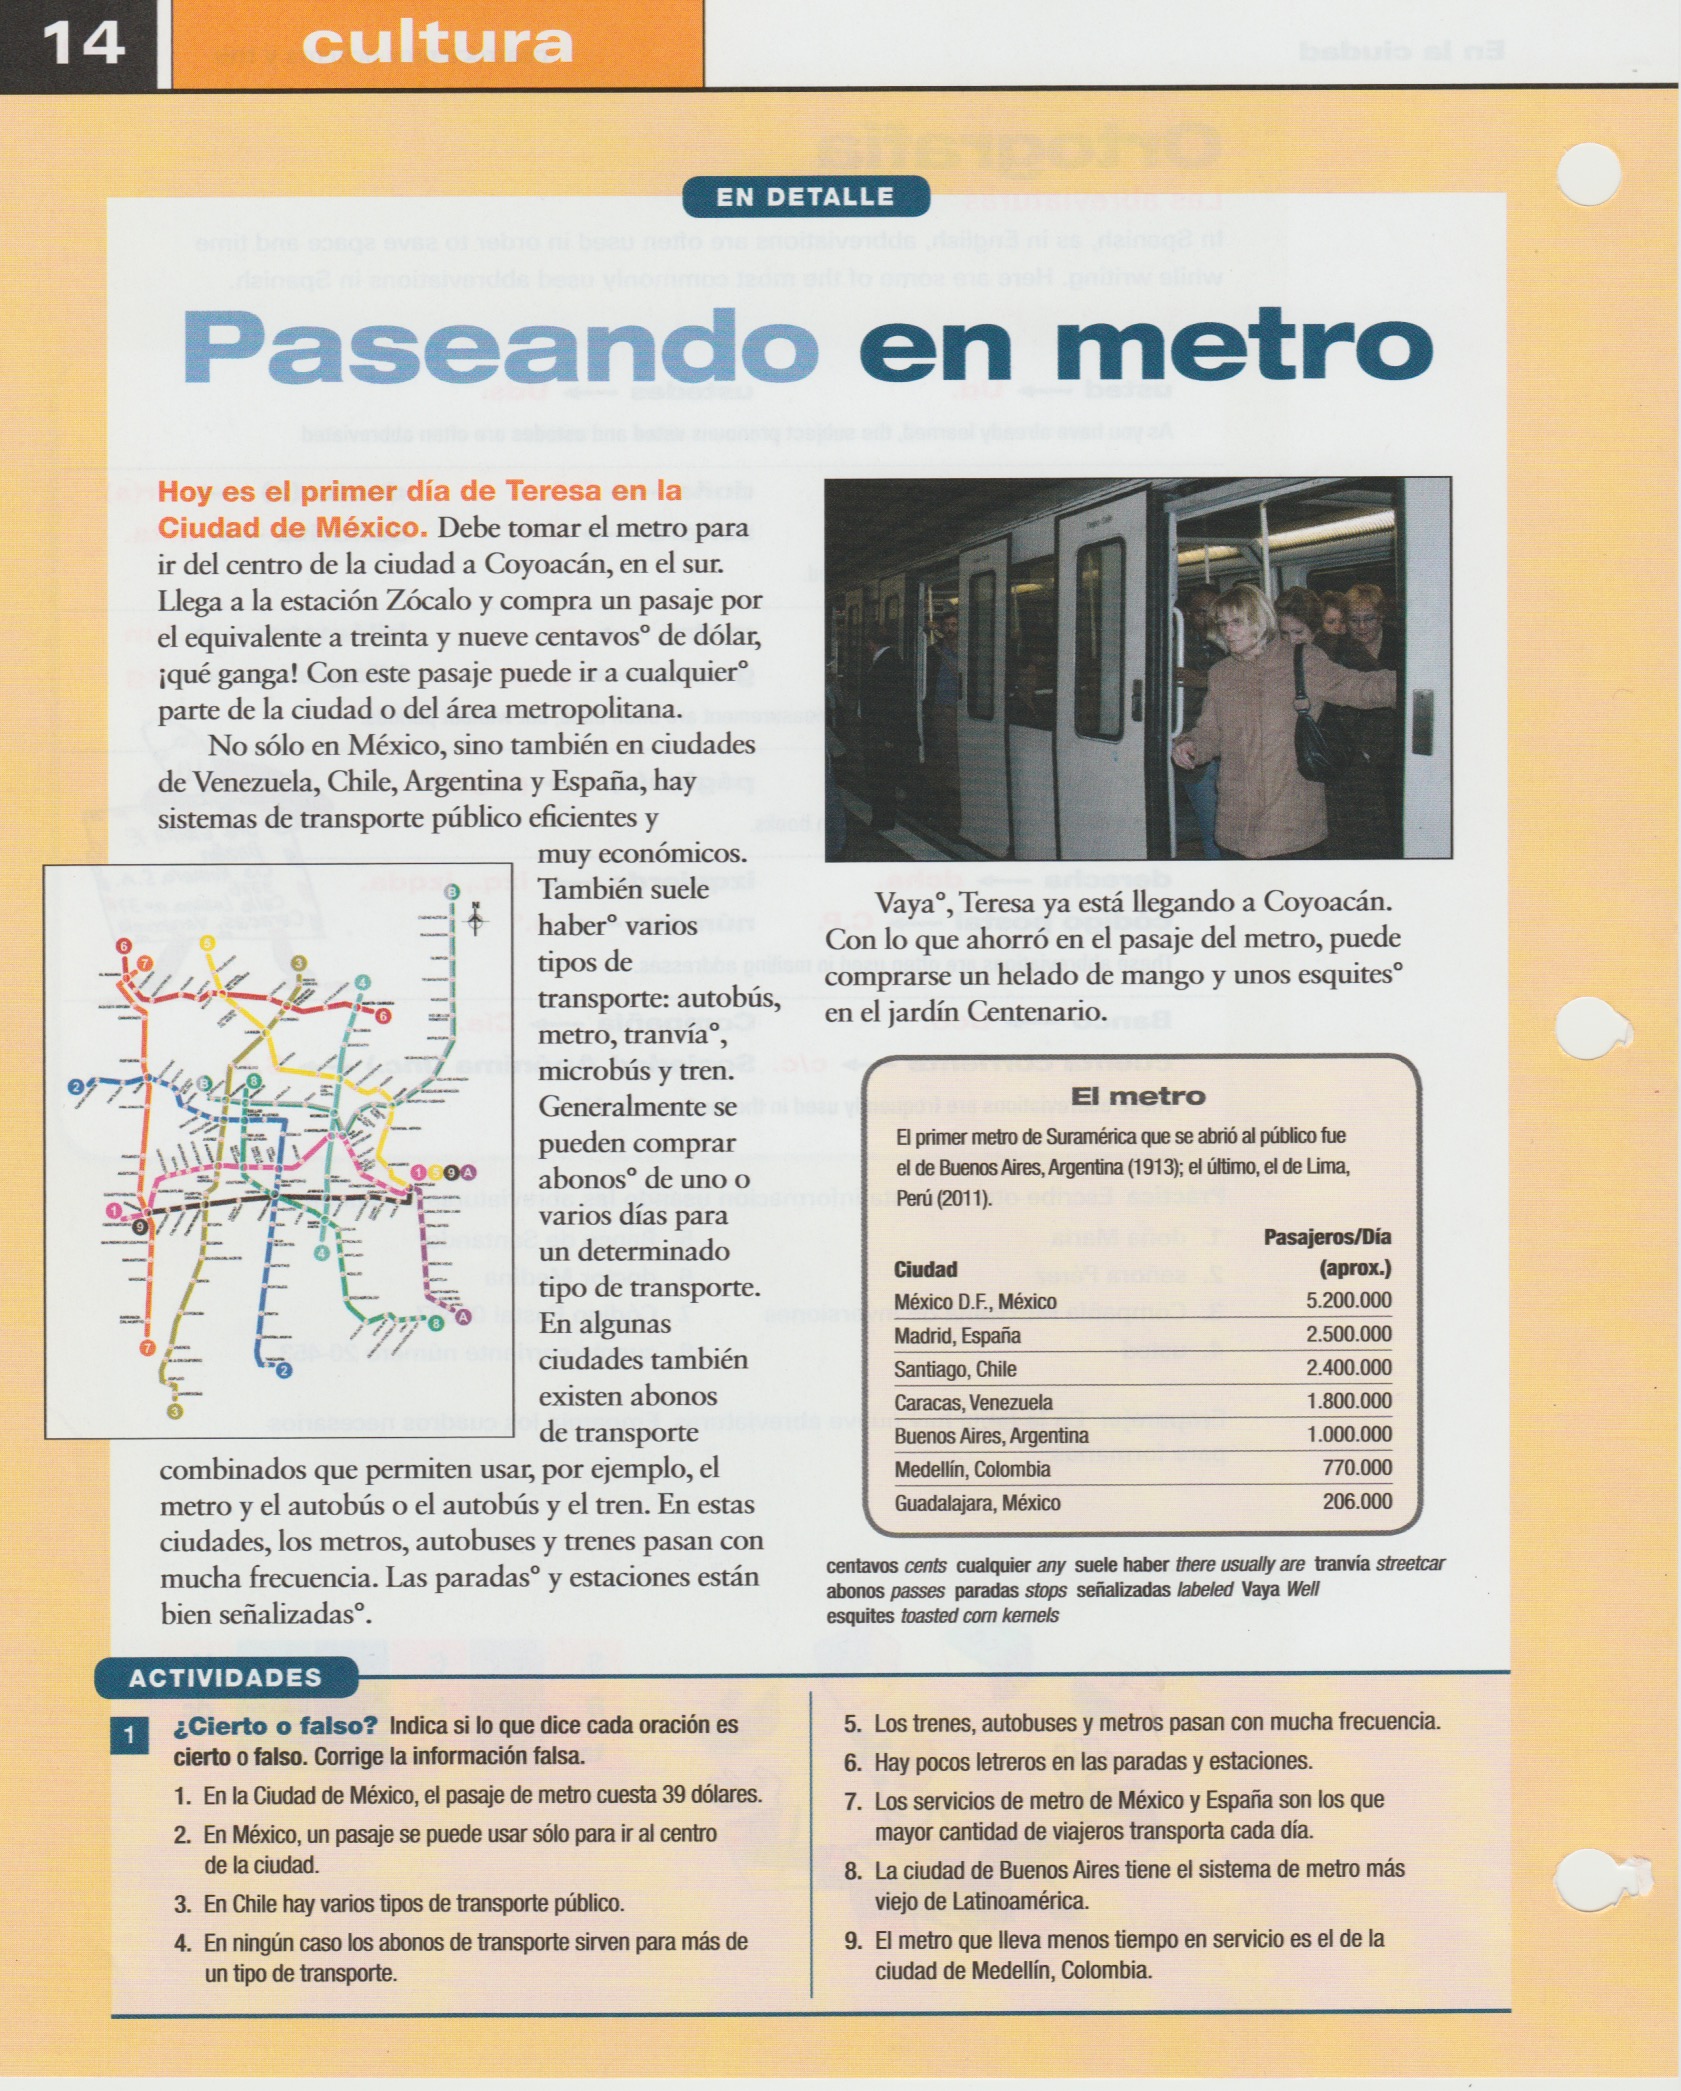 14 cultura
EN DETALLE
Paseando en metro
Hoy es el primer día de Teresa en la
Ciudad de México. Debe tomar el metro para
ir del centro de la ciudad a Coyoacán, en el sur.
Llega a la estación Zócalo y compra un pasaje por
el equivalente a treinta y nueve centavos° de dólar,
¡qué ganga! Con este pasaje puede ir a cualquier°
parte de la ciudad o del área metropolitana.
No sólo en México, sino también en ciudades
de Venezuela, Chile, Argentina y España, hay
sistemas de transporte público eficientes y
muy económicos.
También suele
haber° varios
tipos de
transporte: autobús,
metro, tranvía°,
microbús y tren.
Generalmente se
pueden comprar
abonos° de uno o
varios días para
un determinado
tipo de transporte.
En algunas
ciudades también
existen abonos
de transporte
combinados que permiten usar, por ejemplo, el
metro y el autobús o el autobús y el tren. En estas
ciudades, los metros, autobuses y trenes pasan con
mucha frecuencia. Las paradas° y estaciones están
bien señalizadas°.
Vaya°, Teresa ya está llegando a Coyoacán.
Con lo que ahorró en el pasaje del metro, puede
comprarse un helado de mango y unos esquites°
en el jardín Centenario.
El metro
El primer metro de Suramérica que se abrió al público fue
el de Buenos Aires, Argentina (1913); el último, el de Lima,
Perú (2011).
Pasajeros/Día
Ciudad (aprox.)
México D.F., México 5.200.000
Madrid, España 2.500.000
Santiago, Chile 2.400.000
Caracas, Venezuela 1.800.000
Buenos Aires, Argentina 1.000.000
Medellín, Colombia 770.000
Guadalajara, México 206.000
centavos cents cualquier any suele haber there usually are tranvía streetcar
abonos passes paradas stops señalizadas labeled Vaya Well
esquites toasted corn kernels
ACTIVIDADES
1 ¿Cierto o falso? Indica si lo que dice cada oración es
cierto o falso. Corrige la información falsa.
1. En la Ciudad de México, el pasaje de metro cuesta 39 dólares.
2. En México, un pasaje se puede usar sólo para ir al centro
de la ciudad.
3. En Chile hay varios tipos de transporte público.
4. En ningún caso los abonos de transporte sirven para más de
un tipo de transporte.
5. Los trenes, autobuses y metros pasan con mucha frecuencia.
6. Hay pocos letreros en las paradas y estaciones.
7. Los servicios de metro de México y España son los que
mayor cantidad de viajeros transporta cada día.
8. La ciudad de Buenos Aires tiene el sistema de metro más
viejo de Latinoamérica.
9. El metro que lleva menos tiempo en servicio es el de la
ciudad de Medellín, Colombia.